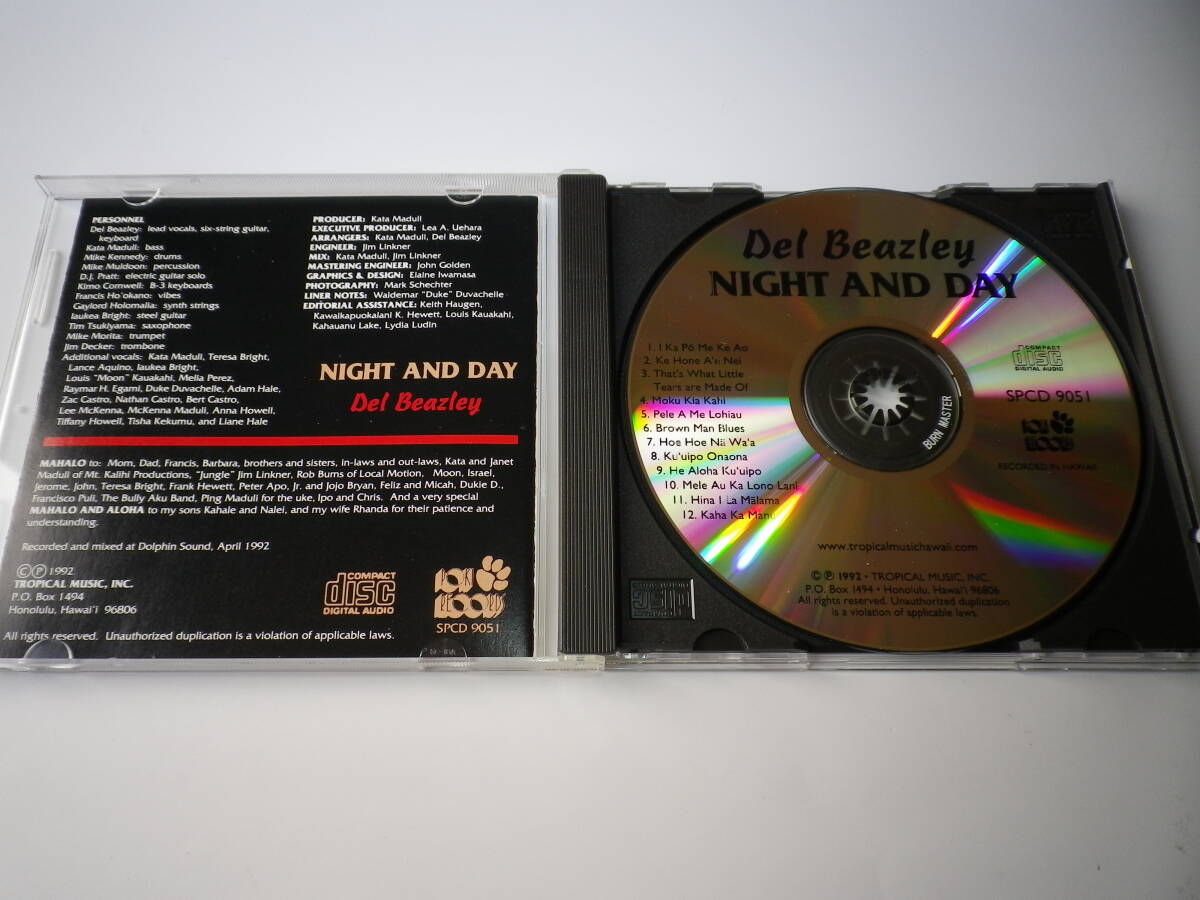 PERSONNEL
Del Beazley: lead vocals, six-string guitar,
keyboard
Kata Maduli: bass
Mike Kennedy: drums
Mike Muldoon: percussion
D.J. Pratt: electric guitar solo
Kimo Cornwell: B-3 keyboards
Francis Ho'okano: vibes
Gaylord Holomalia: synth strings
Iaukea Bright: steel guitar
Tim Tsukiyama: saxophone
Mike Morita: trumpet
Jim Decker: trombone
Additional vocals: Kata Maduli, Teresa Bright,
Lance Aquino, Iaukea Bright,
Louis "Moon" Kauakahi, Melia Perez,
Raymar H. Egami, Duke Duvachelle, Adam Hale,
Zac Castro, Nathan Castro, Bert Castro,
Lee McKenna, McKenna Maduli, Anna Howell,
Tiffany Howell, Tisha Kekumu, and Liane Hale
PRODUCER: Kata Maduli
EXECUTIVE PRODUCER: Lea A. Uehara
ARRANGERS: Kata Maduli, Del Beazley
ENGINEER: Jim Linkner
MIX: Kata Maduli, Jim Linkner
MASTERING ENGINEER: John Golden
GRAPHICS & DESIGN: Elaine Iwamasa
PHOTOGRAPHY: Mark Schechter
LINER NOTES: Waldemar "Duke" Duvachelle
EDITORIAL ASSISTANCE: Keith Haugen,
Kawaikapuokalani K. Hewett, Louis Kauakahi,
Kahauanu Lake, Lydia Ludin
NIGHT AND DAY
Del Beazley
MAHALO to: Mom, Dad, Francis, Barbara, brothers and sisters, in-laws and out-laws, Kata and Janet
Maduli of Mt. Kalihi Productions, "Jungle" Jim Linkner, Rob Burns of Local Motion, Moon, Israel,
Jerome, John, Teresa Bright, Frank Hewett, Peter Apo, Jr. and Jojo Bryan, Feliz and Micah, Dukie D.,
Francisco Puli, The Bully Aku Band, Ping Maduli for the uke, Ipo and Chris. And a very special
MAHALO AND ALOHA to my sons Kahale and Nalei, and my wife Rhanda for their patience and
understanding.
Recorded and mixed at Dolphin Sound, April 1992
©℗ 1992
TROPICAL MUSIC, INC.
P.O. Box 1494
Honolulu, Hawai'i 96806
COMPACT
disc
DIGITAL AUDIO
SPCD 9051
All rights reserved. Unauthorized duplication is a violation of applicable laws.
Del Beazley
NIGHT AND DAY
1. I Ka Pō Me Ke Ao
2. Ke Hone A'e Nei
3. That's What Little
Tears are Made Of
4. Moku Kia Kahi
5. Pele A Me Lohiau
6. Brown Man Blues
7. Hoe Hoe Nā Wa'a
8. Ku'uipo Onaona
9. He Aloha Ku'uipo
10. Mele Au Ka Lono Lani
11. Hina I La Mālama
12. Kaha Ka Manu
COMPACT
disc
DIGITAL AUDIO
SPCD 9051
RECORDED IN HAWAII
BURN MASTER
www.tropicalmusichawaii.com
©℗ 1992 • TROPICAL MUSIC, INC.
P.O. Box 1494 • Honolulu, Hawai'i 96806
All rights reserved. Unauthorized duplication
is a violation of applicable laws.